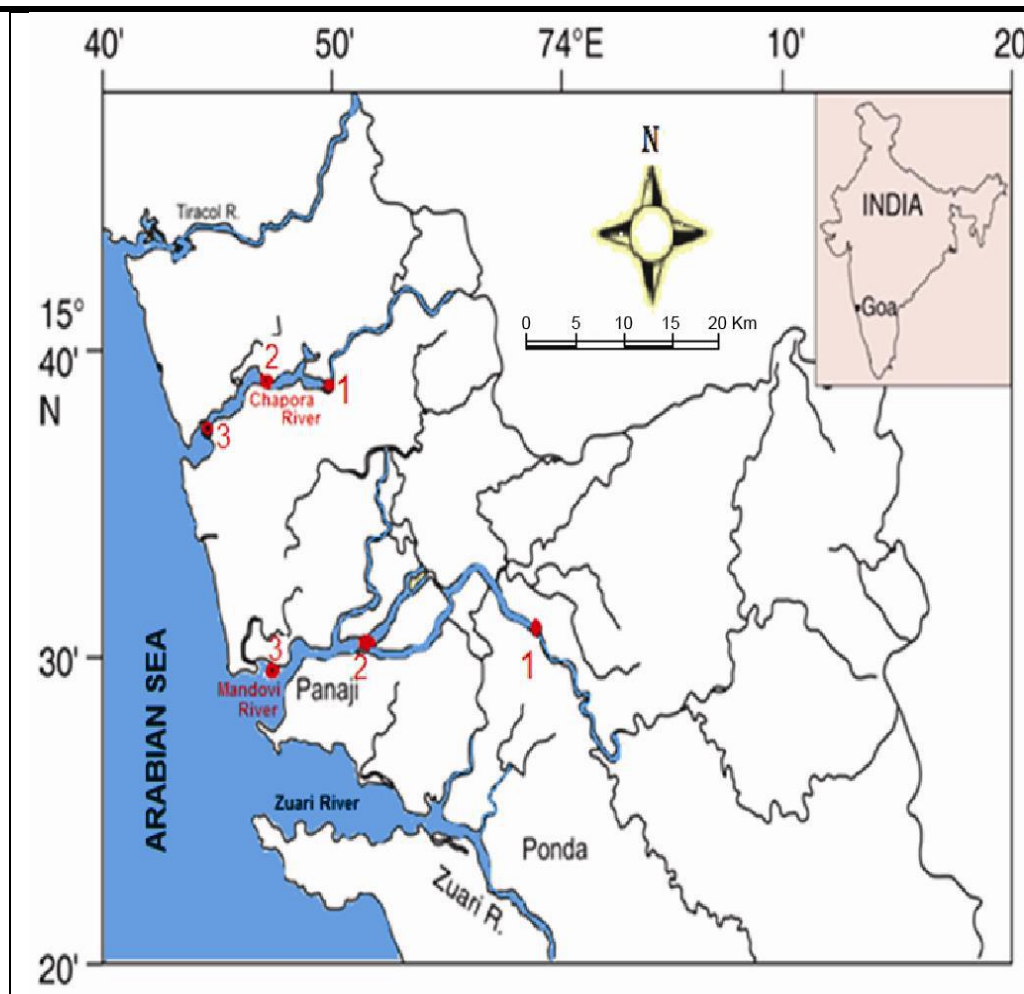 40'
50'
74°E
10'
20
N
Tiracol R.
INDIA
Goa
15°
40'
N
0 5 10 15 20 Km
2
1
Chapora
River
3
3
2
1
30'
Panaji
Mandovi
River
ARABIAN SEA
Zuari River
Ponda
Zuari R.
20'